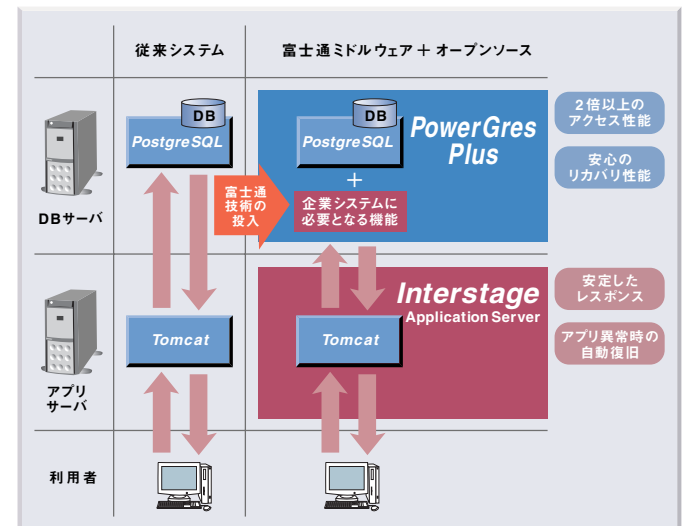 従来システム
富士通ミドルウェア＋オープンソース
DB
PostgreSQL
DB
PostgreSQL
PowerGres
Plus
2倍以上の
アクセス性能
安心の
リカバリ性能
DBサーバ
富士通
技術の
投入
＋
企業システムに
必要となる機能
Interstage
Application Server
安定した
レスポンス
Tomcat
Tomcat
アプリ異常時の
自動復旧
アプリ
サーバ
利用者